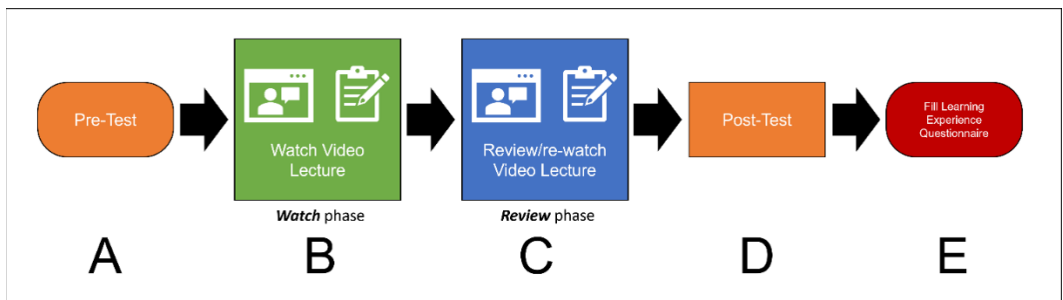 Pre-Test
Watch Video
Lecture
Review/re-watch
Video Lecture
Post-Test
Fill Learning
Experience
Questionnaire
Watch phase
Review phase
A
B
C
D
E